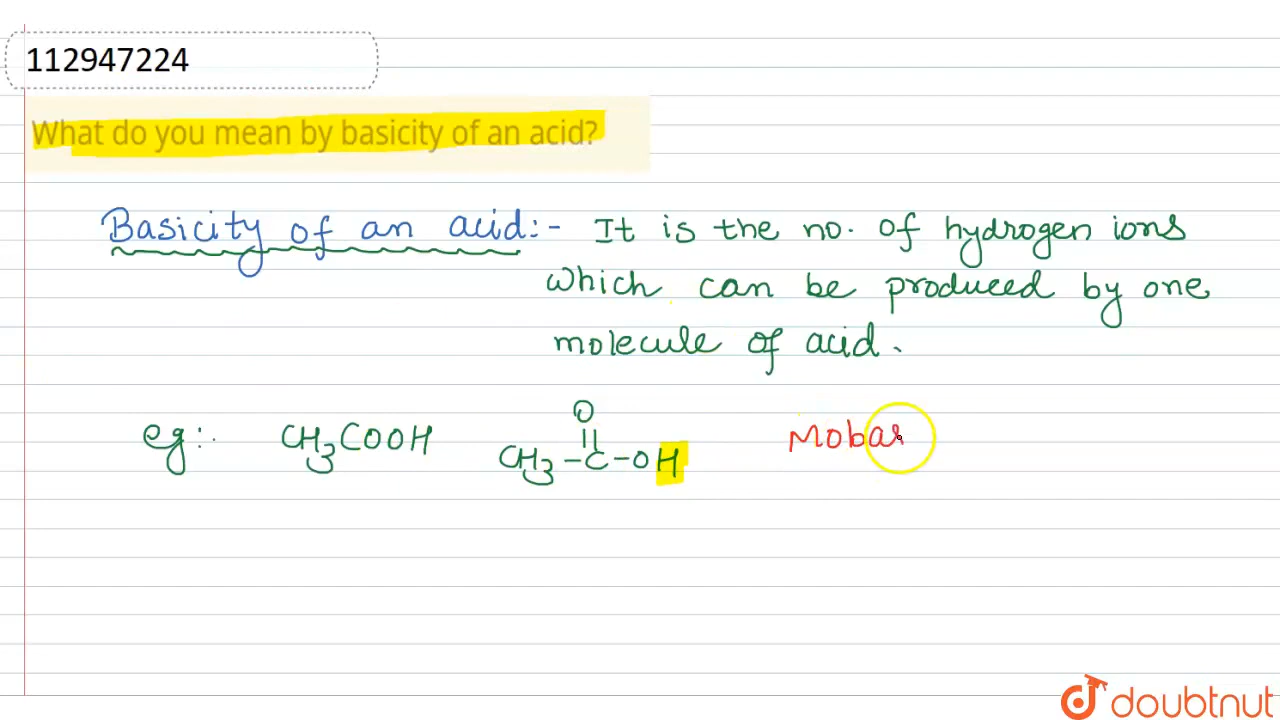 112947224
What do you mean by basicity of an acid?
Basicity of an acid:- It is the no. of hydrogen ions
which can be produced by one
molecule of acid.
O
eg:- CH3COOH CH3-C-OH Mobas
doubtnut